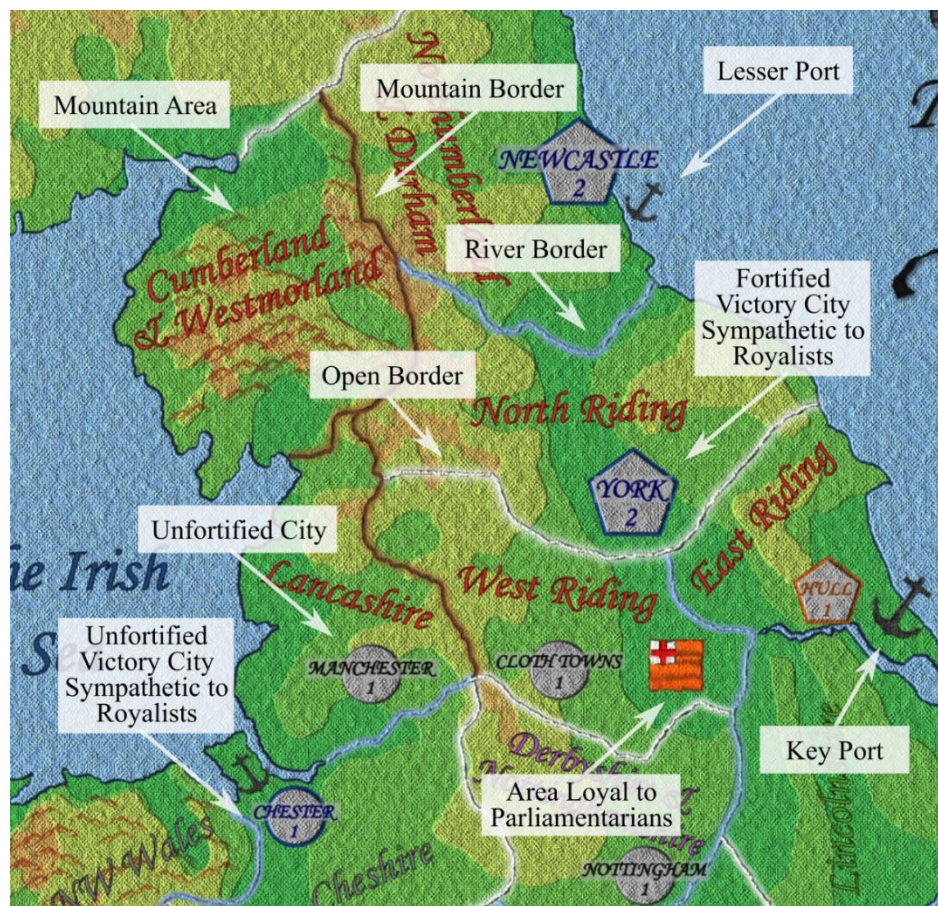 Mountain Area
Mountain Border
Lesser Port
Northumberland
& Durham
NEWCASTLE
2
Cumberland
& Westmorland
River Border
Fortified
Victory City
Sympathetic to
Royalists
Open Border
North Riding
YORK
2
East Riding
Unfortified City
Irish
Lancashire
West Riding
HULL
1
Unfortified
Victory City
Sympathetic to
Royalists
MANCHESTER
1
CLOTH TOWNS
1
Key Port
Area Loyal to
Parliamentarians
CHESTER
1
NW Wales
Cheshire
NOTTINGHAM
1